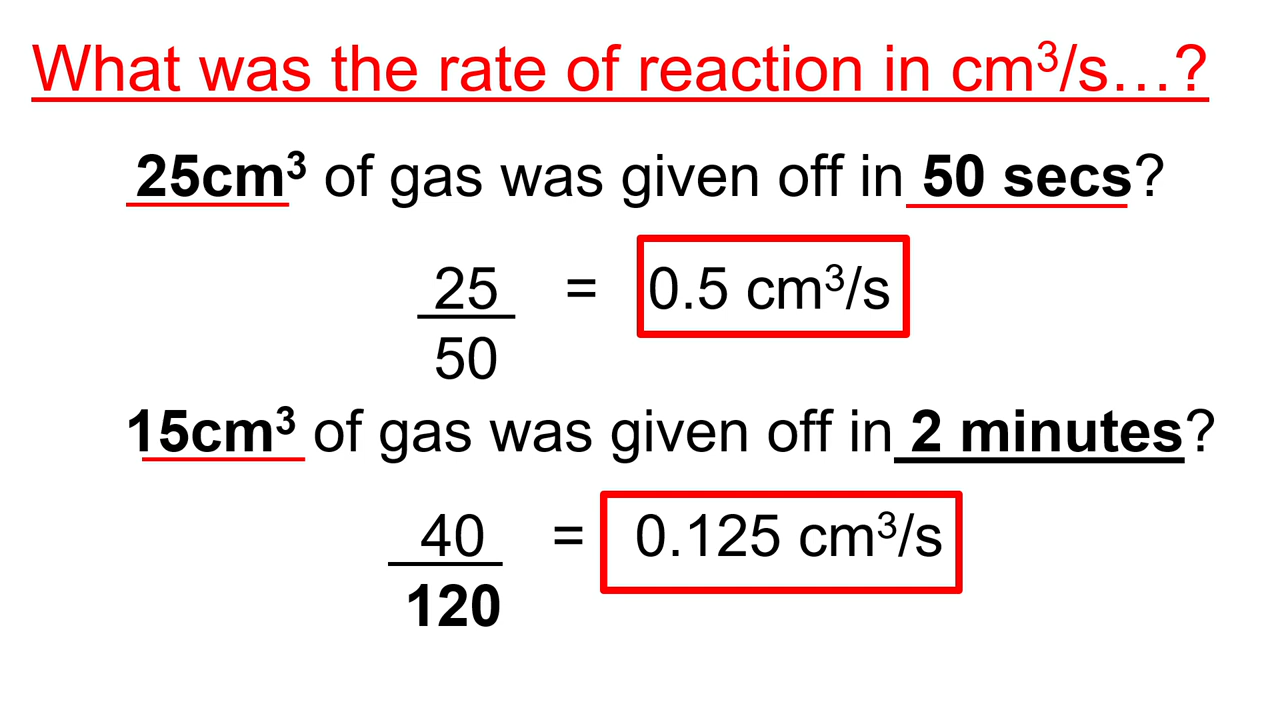 What was the rate of reaction in cm³/s…?
25cm³ of gas was given off in 50 secs?
25 = 0.5 cm³/s
50
15cm³ of gas was given off in 2 minutes?
40 = 0.125 cm³/s
120